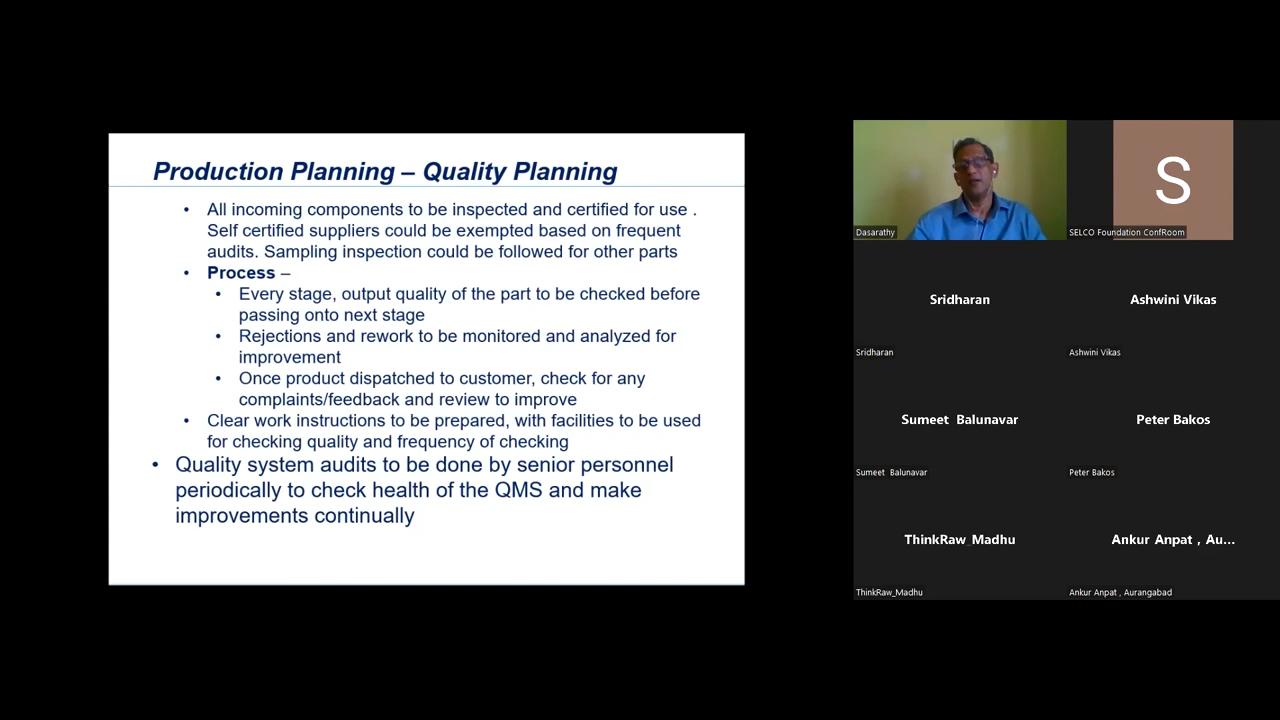 Production Planning – Quality Planning
• All incoming components to be inspected and certified for use .
Self certified suppliers could be exempted based on frequent
audits. Sampling inspection could be followed for other parts
• Process –
• Every stage, output quality of the part to be checked before
passing onto next stage
• Rejections and rework to be monitored and analyzed for
improvement
• Once product dispatched to customer, check for any
complaints/feedback and review to improve
• Clear work instructions to be prepared, with facilities to be used
for checking quality and frequency of checking
• Quality system audits to be done by senior personnel
periodically to check health of the QMS and make
improvements continually
Dasarathy
S
SELCO Foundation ConfRoom
Sridharan
Sridharan
Ashwini Vikas
Ashwini Vikas
Sumeet Balunavar
Sumeet Balunavar
Peter Bakos
Peter Bakos
ThinkRaw_Madhu
ThinkRaw_Madhu
Ankur Anpat , Au...
Ankur Anpat , Aurangabad